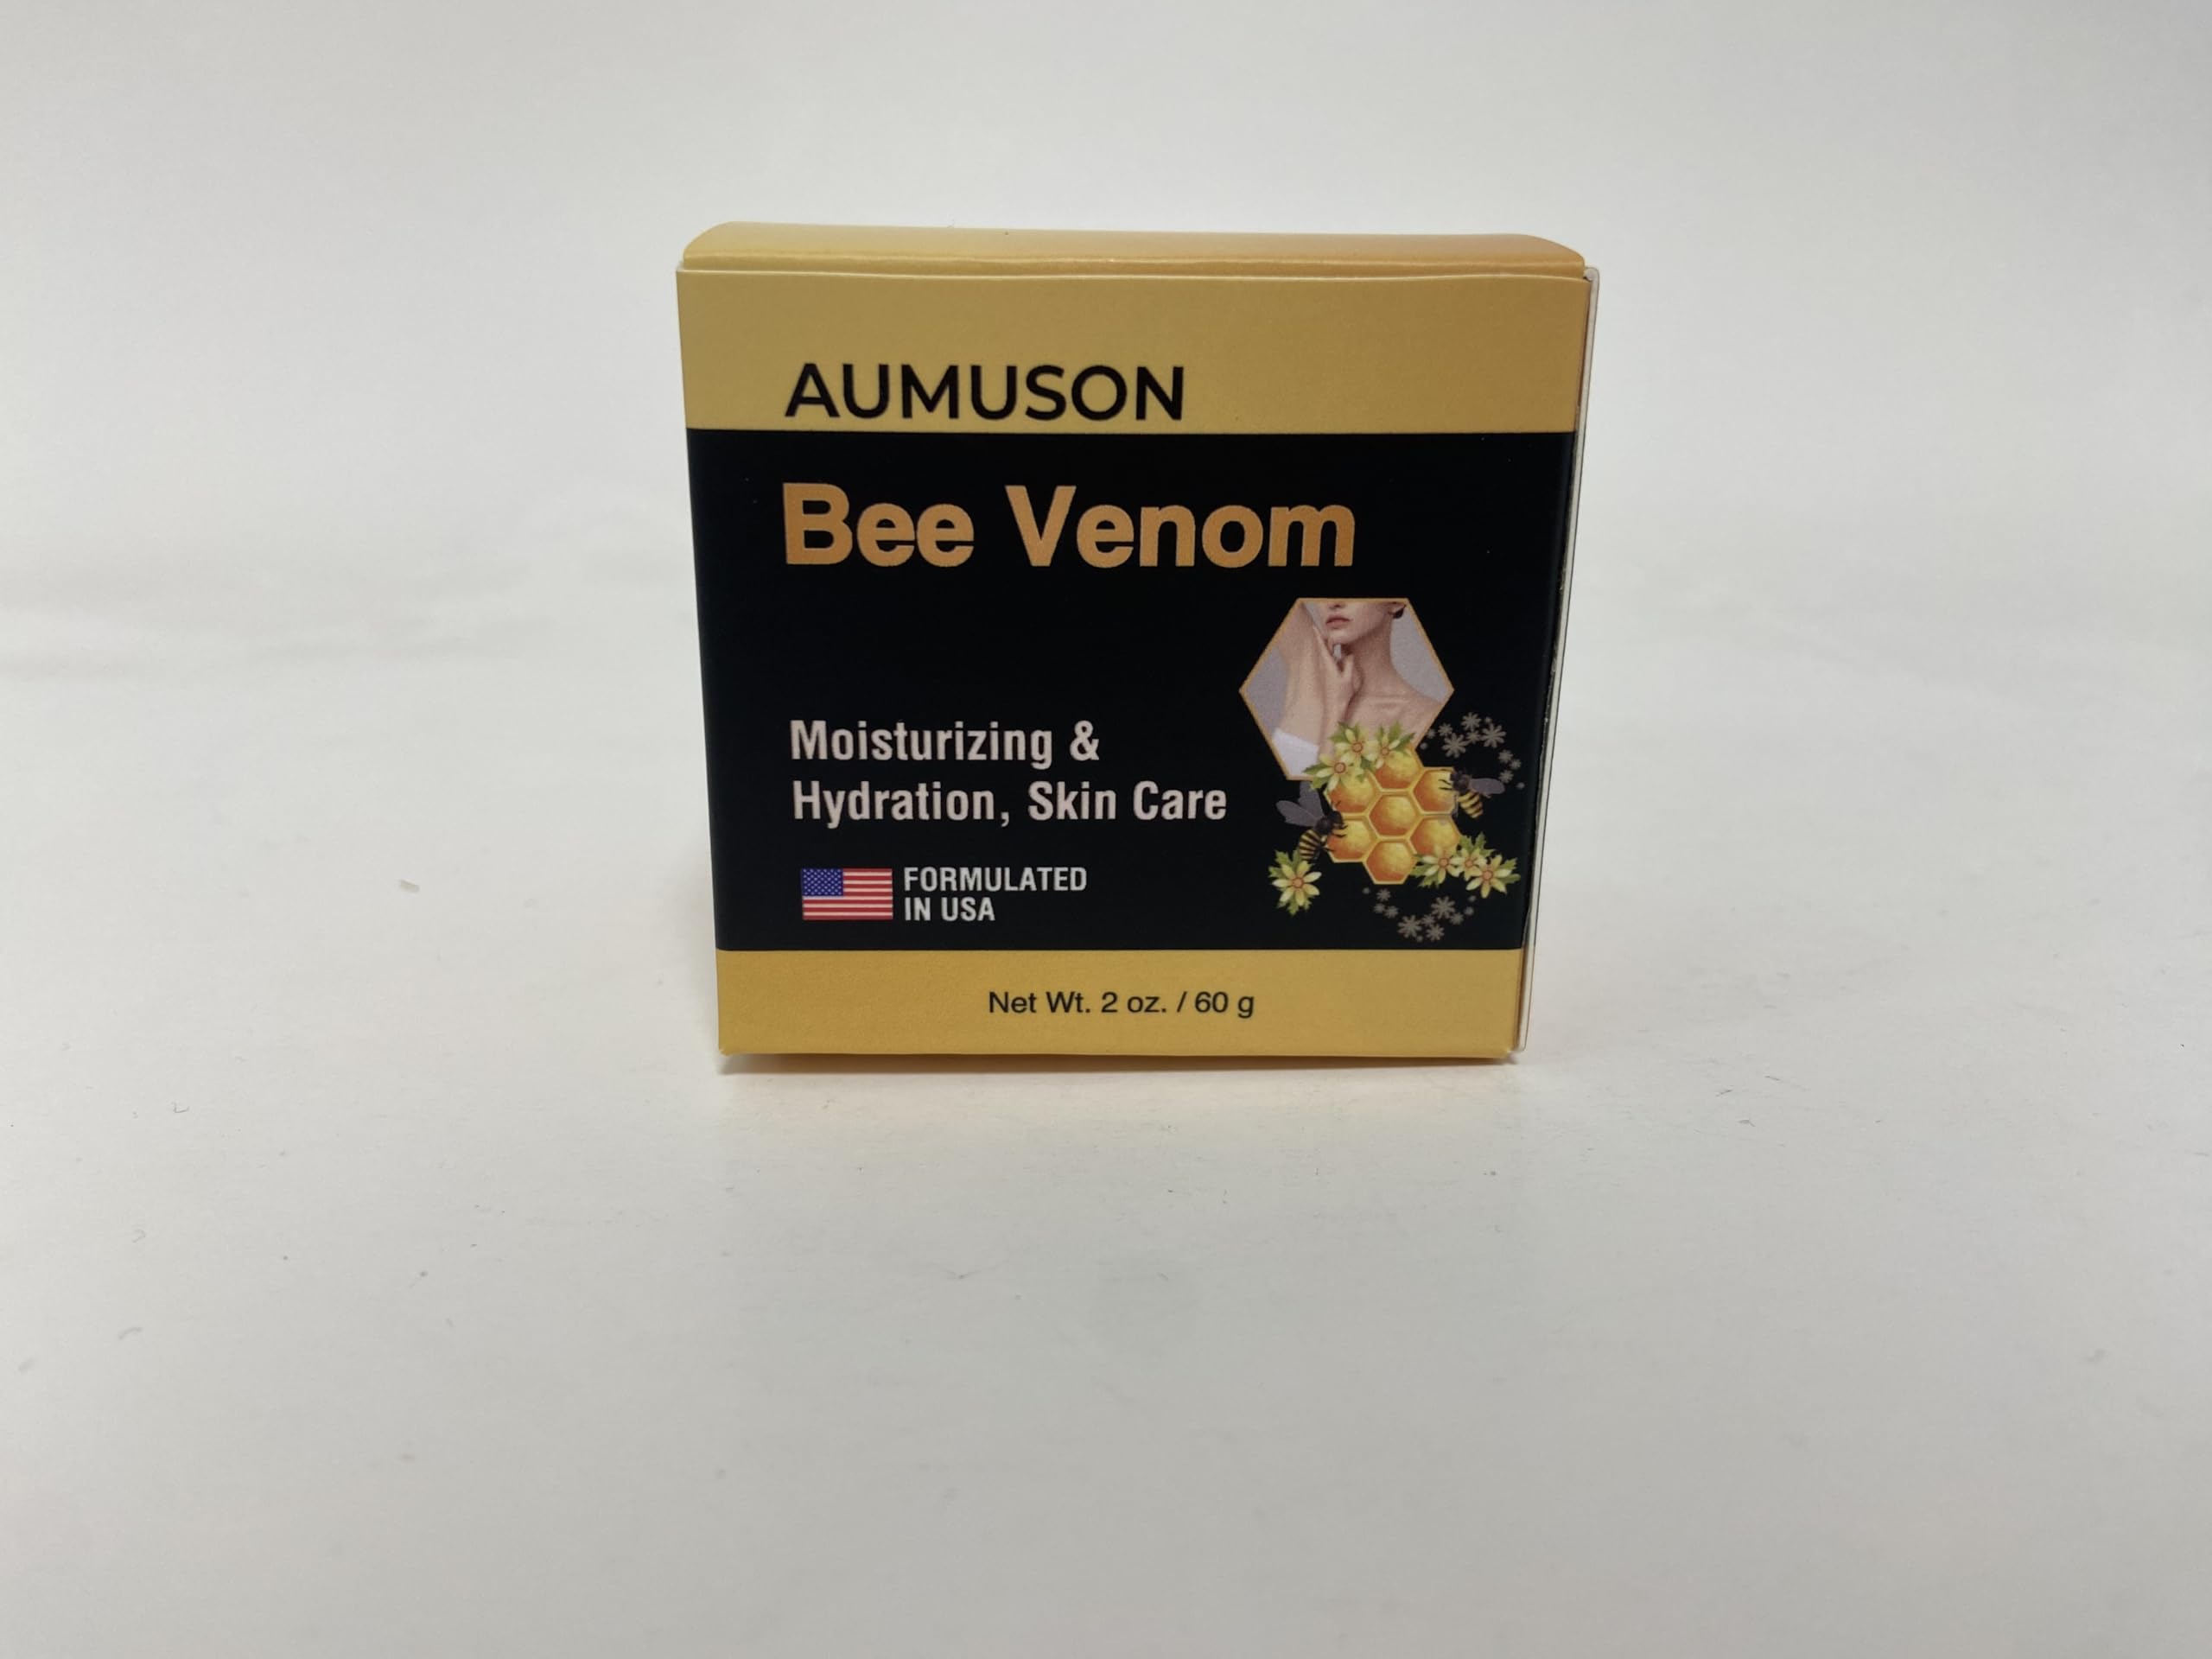 AUMUSON
Bee Venom
Moisturizing &
Hydration, Skin Care
FORMULATED
IN USA
Net Wt. 2 oz. / 60 g